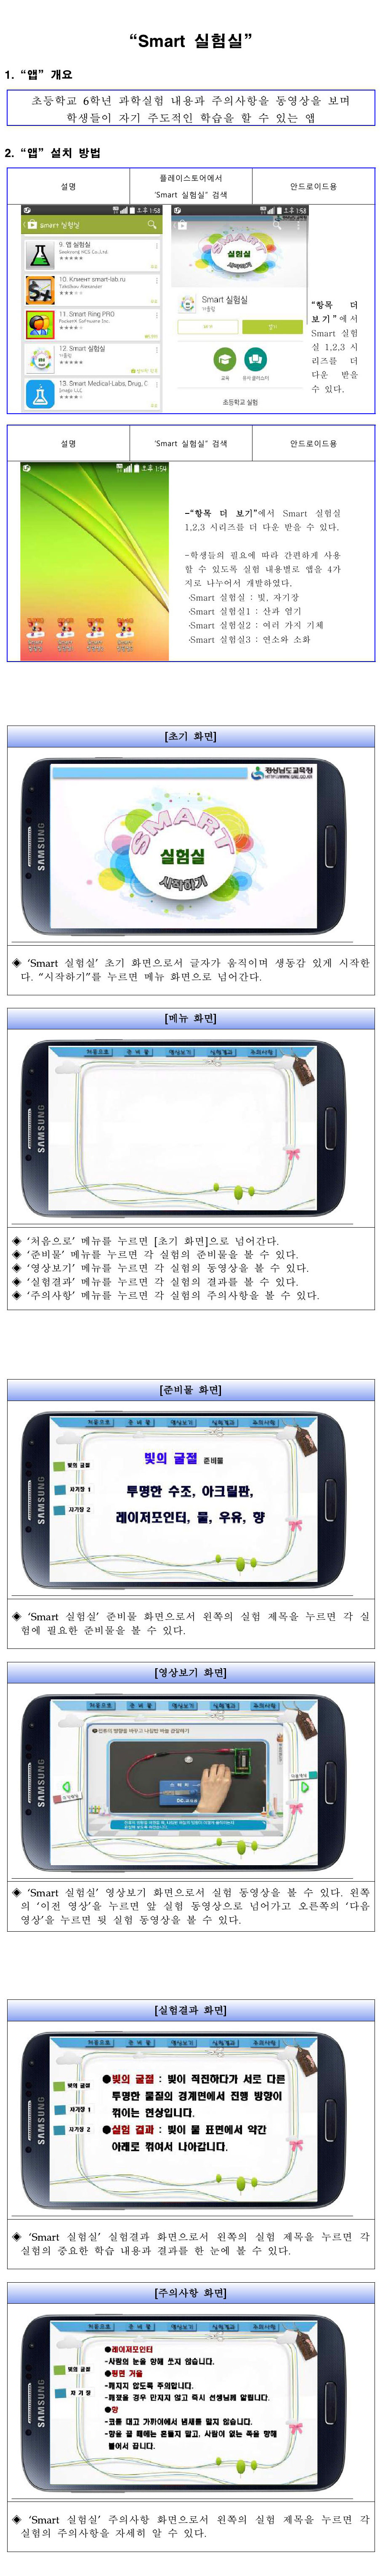 “Smart 실험실”
1. “앱” 개요
초등학교 6학년 과학실험 내용과 주의사항을 동영상을 보며
학생들이 자기 주도적인 학습을 할 수 있는 앱
2. “앱” 설치 방법
설명
플레이스토어에서
‘Smart 실험실” 검색
안드로이드용
오후 1:58
smart 실험실
9. 앱 실험실
10. Клиент smart-lab.ru
11. Smart Ring PRO
12. Smart 실험실
13. Smart Medical-Labs, Drug, C
오후 1:58
SMART
실험실
Smart 실험실
열기
교육
초등학교 실험
“항목 더
보기”에서
Smart 실험
실 1,2,3 시
리즈를 더
다운 받을
수 있다.
설명
‘Smart 실험실” 검색
안드로이드용
오후 1:54
-“항목 더 보기”에서 Smart 실험실
1,2,3 시리즈를 더 다운 받을 수 있다.
-학생들의 필요에 따라 간편하게 사용
할 수 있도록 실험 내용별로 앱을 4가
지로 나누어서 개발하였다.
·Smart 실험실 : 빛, 자기장
·Smart 실험실1 : 산과 염기
·Smart 실험실2 : 여러 가지 기체
·Smart 실험실3 : 연소와 소화
[초기 화면]
경상남도교육청
SAMSUNG
SMART
실험실
시작하기
◈ ‘Smart 실험실’ 초기 화면으로서 글자가 움직이며 생동감 있게 시작한
다. “시작하기”를 누르면 메뉴 화면으로 넘어간다.
[메뉴 화면]
처음으로 준 비 물 영상보기 실험결과 주의사항
SAMSUNG
◈ ‘처음으로’ 메뉴를 누르면 [초기 화면]으로 넘어간다.
◈ ‘준비물’ 메뉴를 누르면 각 실험의 준비물을 볼 수 있다.
◈ ‘영상보기’ 메뉴를 누르면 각 실험의 동영상을 볼 수 있다.
◈ ‘실험결과’ 메뉴를 누르면 각 실험의 결과를 볼 수 있다.
◈ ‘주의사항’ 메뉴를 누르면 각 실험의 주의사항을 볼 수 있다.
[준비물 화면]
처음으로 준 비 물 영상보기 실험결과 주의사항
SAMSUNG
빛의 굴절
자기장 1
자기장 2
빛의 굴절 준비물
투명한 수조, 아크릴판,
레이저포인터, 물, 우유, 향
◈ ‘Smart 실험실’ 준비물 화면으로서 왼쪽의 실험 제목을 누르면 각 실
험에 필요한 준비물을 볼 수 있다.
[영상보기 화면]
처음으로 준 비 물 영상보기 실험결과 주의사항
SAMSUNG
◈ ‘Smart 실험실’ 영상보기 화면으로서 실험 동영상을 볼 수 있다. 왼쪽
의 ‘이전 영상’을 누르면 앞 실험 동영상으로 넘어가고 오른쪽의 ‘다음
영상’을 누르면 뒷 실험 동영상을 볼 수 있다.
[실험결과 화면]
처음으로 준 비 물 영상보기 실험결과 주의사항
SAMSUNG
빛의 굴절
자기장 1
자기장 2
●빛의 굴절 : 빛이 직진하다가 서로 다른
투명한 물질의 경계면에서 진행 방향이
꺾이는 현상입니다.
●실험 결과 : 빛이 물 표면에서 약간
아래로 꺾여서 나아갑니다.
◈ ‘Smart 실험실’ 실험결과 화면으로서 왼쪽의 실험 제목을 누르면 각
실험의 중요한 학습 내용과 결과를 한 눈에 볼 수 있다.
[주의사항 화면]
처음으로 준 비 물 영상보기 실험결과 주의사항
SAMSUNG
빛의 굴절
자 기 장
●레이저포인터
-사람의 눈을 향해 쏘지 않습니다.
●평면 거울
-깨지지 않도록 주의합니다.
-깨졌을 경우 만지지 않고 즉시 선생님께 알립니다.
●향
-코를 대고 가까이에서 냄새를 맡지 않습니다.
-향을 끌 때에는 흔들지 말고, 사람이 없는 쪽을 향해
불어서 끕니다.
◈ ‘Smart 실험실’ 주의사항 화면으로서 왼쪽의 실험 제목을 누르면 각
실험의 주의사항을 자세히 알 수 있다.